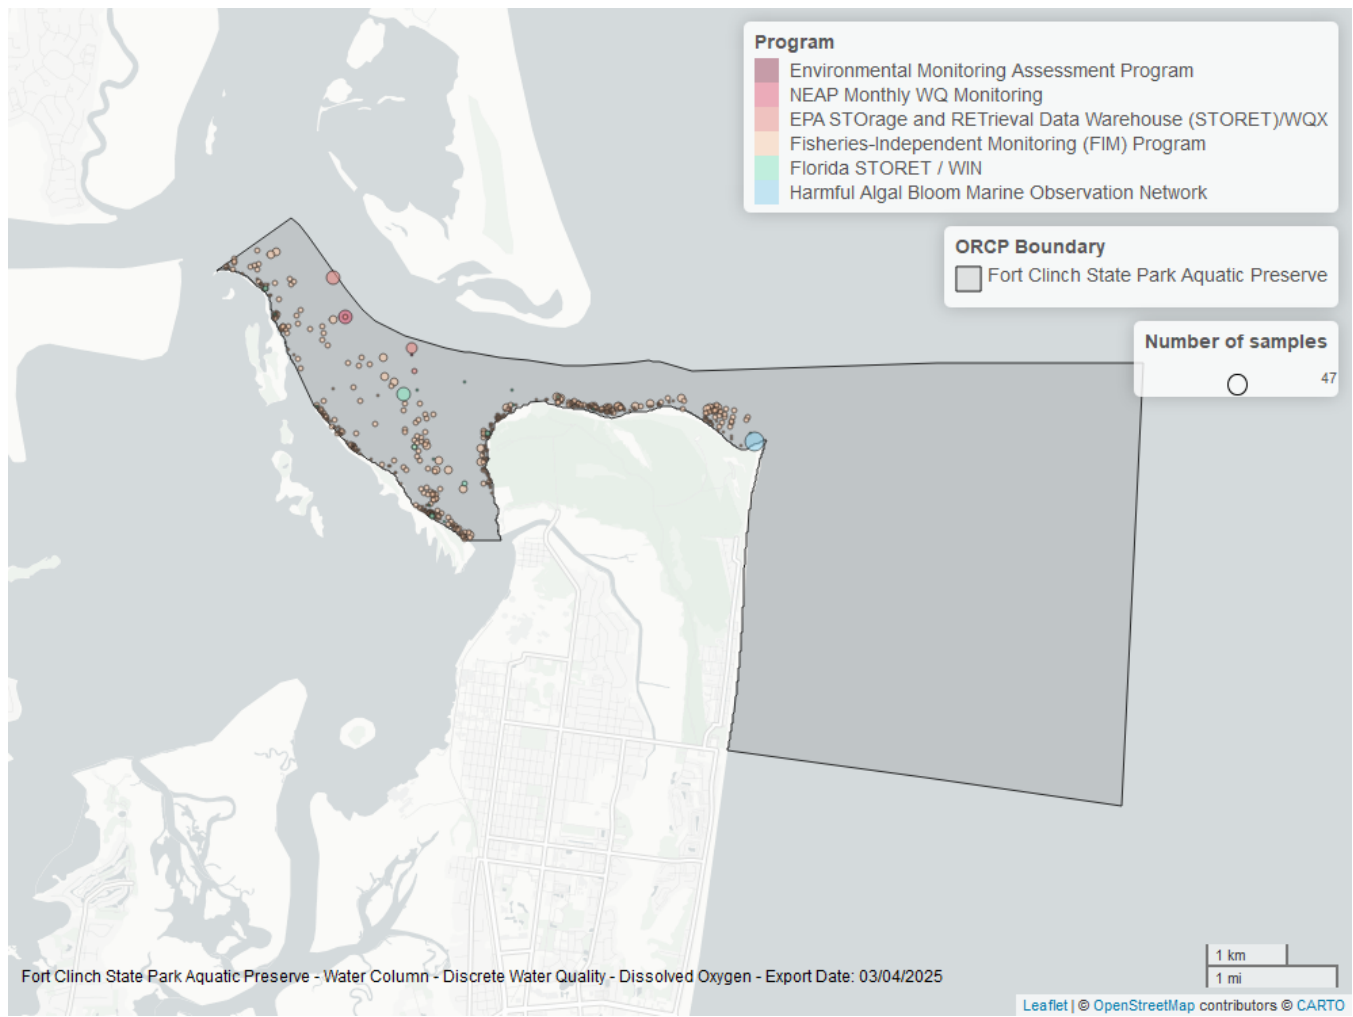 Program
Environmental Monitoring Assessment Program
NEAP Monthly WQ Monitoring
EPA STOrage and RETrieval Data Warehouse (STORET)/WQX
Fisheries-Independent Monitoring (FIM) Program
Florida STORET / WIN
Harmful Algal Bloom Marine Observation Network
ORCP Boundary
Fort Clinch State Park Aquatic Preserve
Number of samples
47
1 km
1 mi
Fort Clinch State Park Aquatic Preserve - Water Column - Discrete Water Quality - Dissolved Oxygen - Export Date: 03/04/2025
Leaflet | © OpenStreetMap contributors © CARTO